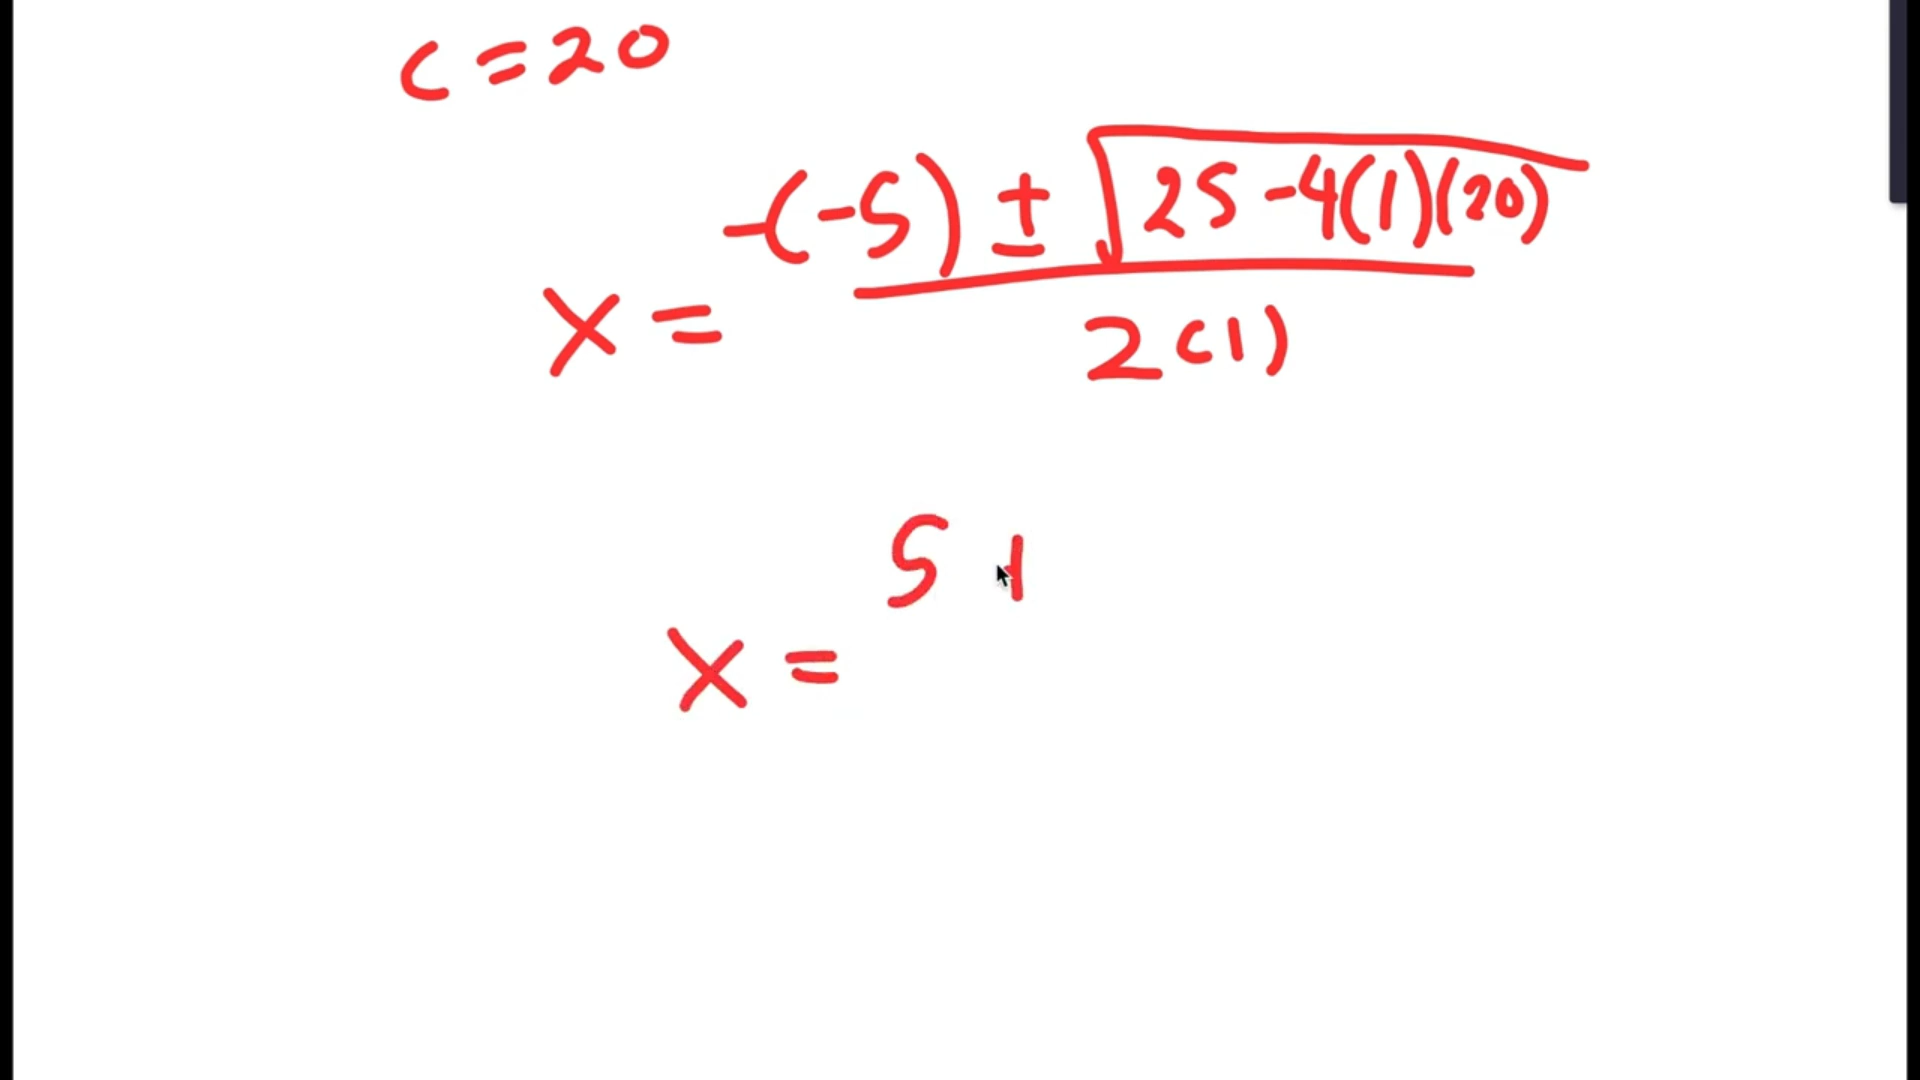 c = 20
x = -(-5) ± √25 -4(1)(20) / 2(1)
x = 5 +